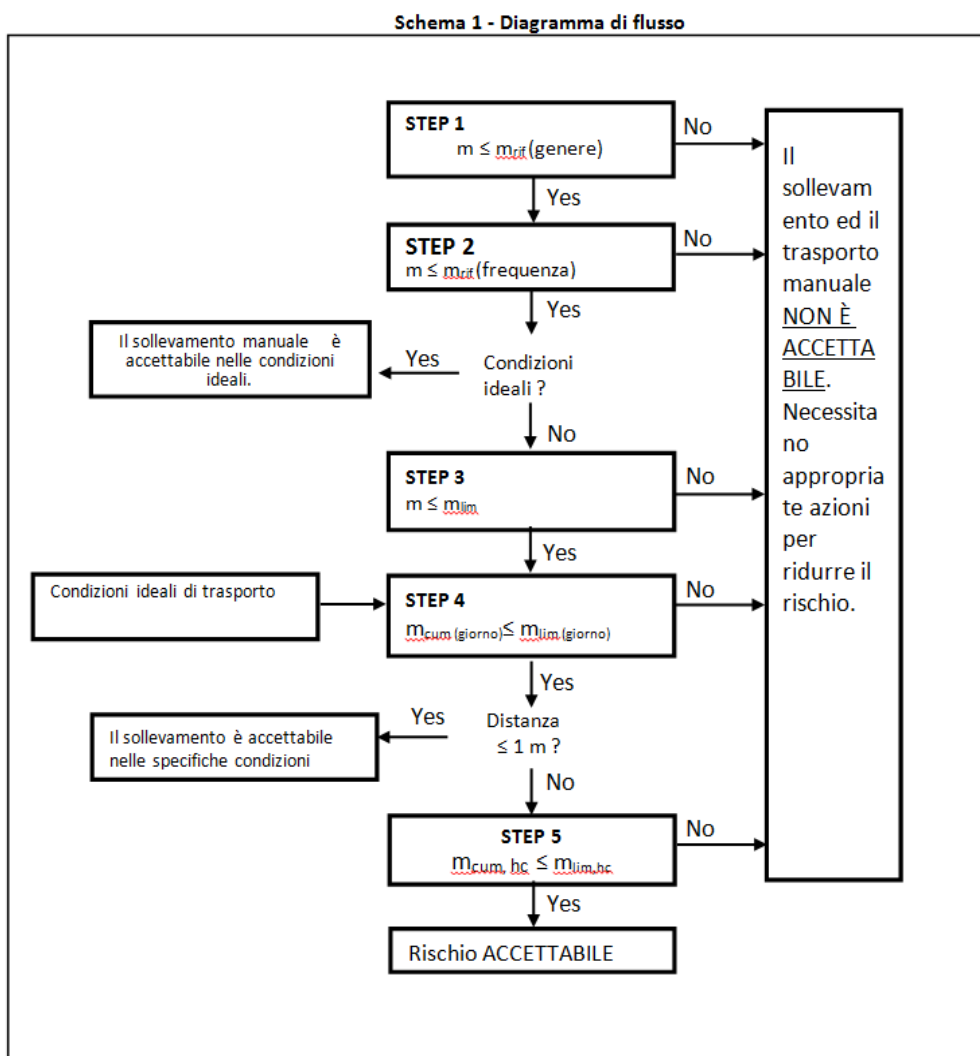 Schema 1 - Diagramma di flusso
STEP 1
m ≤ mrif (genere)
No
Yes
STEP 2
m ≤ mrif (frequenza)
No
Yes
Il sollevamento manuale è
accettabile nelle condizioni
ideali.
Yes
Condizioni
ideali ?
No
STEP 3
m ≤ mlim
No
Yes
Condizioni ideali di trasporto
STEP 4
mcum (giorno) ≤ mlim (giorno)
No
Yes
Il sollevamento è accettabile
nelle specifiche condizioni
Yes
Distanza
≤ 1 m ?
No
STEP 5
mcum, hc ≤ mlim,hc
No
Yes
Rischio ACCETTABILE
Il
sollevam
ento ed il
trasporto
manuale
NON È
ACCETTA
BILE.
Necessita
no
appropria
te azioni
per
ridurre il
rischio.